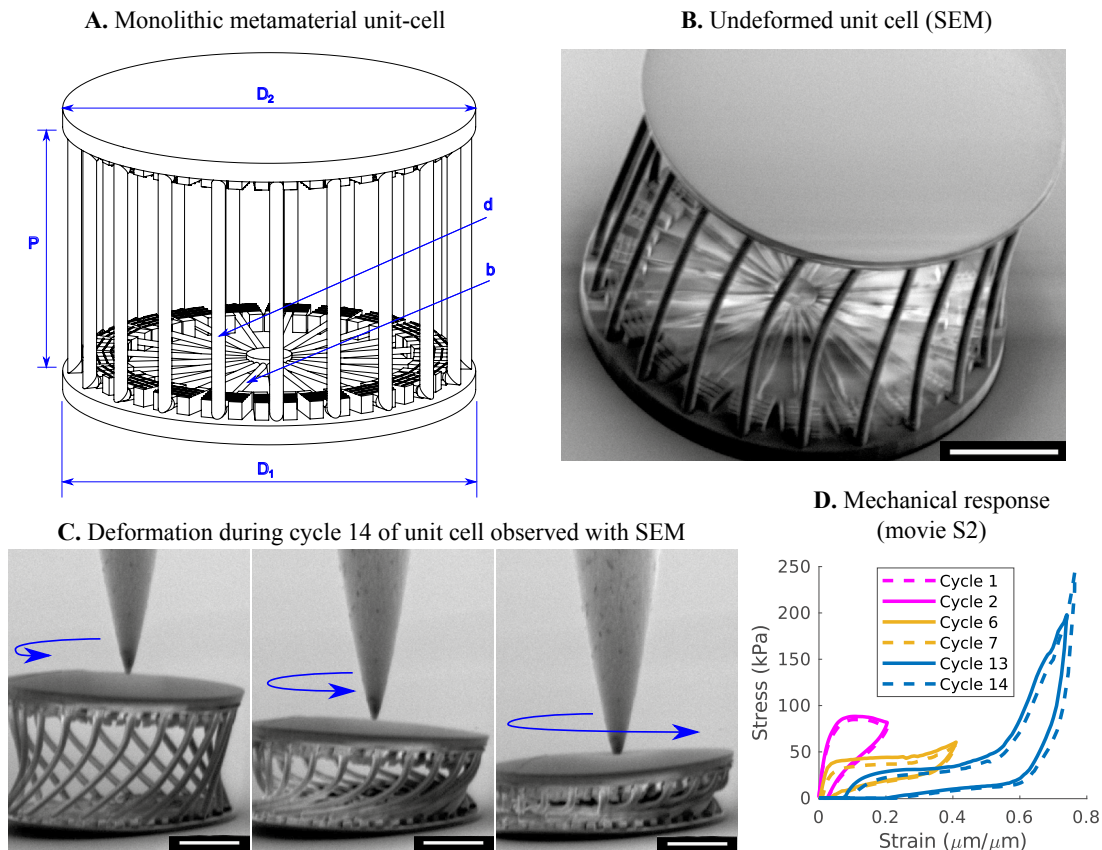 A. Monolithic metamaterial unit-cell
D₂
P
d
b
D₁
B. Undeformed unit cell (SEM)
C. Deformation during cycle 14 of unit cell observed with SEM
D. Mechanical response
(movie S2)
250
200
150
100
50
0
Stress (kPa)
Cycle 1
Cycle 2
Cycle 6
Cycle 7
Cycle 13
Cycle 14
0
0.2
0.4
0.6
0.8
Strain (μm/μm)